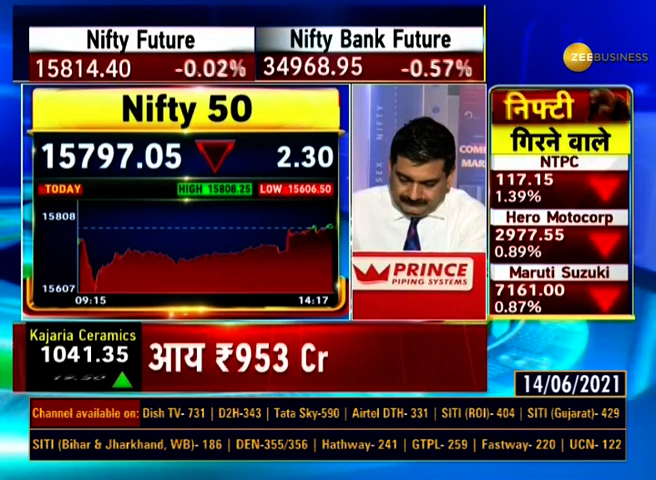 Nifty Future
15814.40 -0.02%
Nifty Bank Future
34968.95 -0.57%
ZEEBUSINESS
Nifty 50
15797.05 2.30
TODAY HIGH 15808.25 LOW 15606.50
15808
15607
09:15 14:17
NIFTY
SEX
COM
MAR
PRINCE
PIPING SYSTEMS
निफ्टी
गिरने वाले
NTPC
117.15
1.39%
Hero Motocorp
2977.55
0.89%
Maruti Suzuki
7161.00
0.87%
Kajaria Ceramics
1041.35
आय ₹953 Cr
14/06/2021
Channel available on: Dish TV- 731 | D2H-343 | Tata Sky-590 | Airtel DTH- 331 | SITI (ROI)- 404 | SITI (Gujarat)- 429
SITI (Bihar & Jharkhand, WB)- 186 | DEN-355/356 | Hathway- 241 | GTPL- 259 | Fastway- 220 | UCN- 122